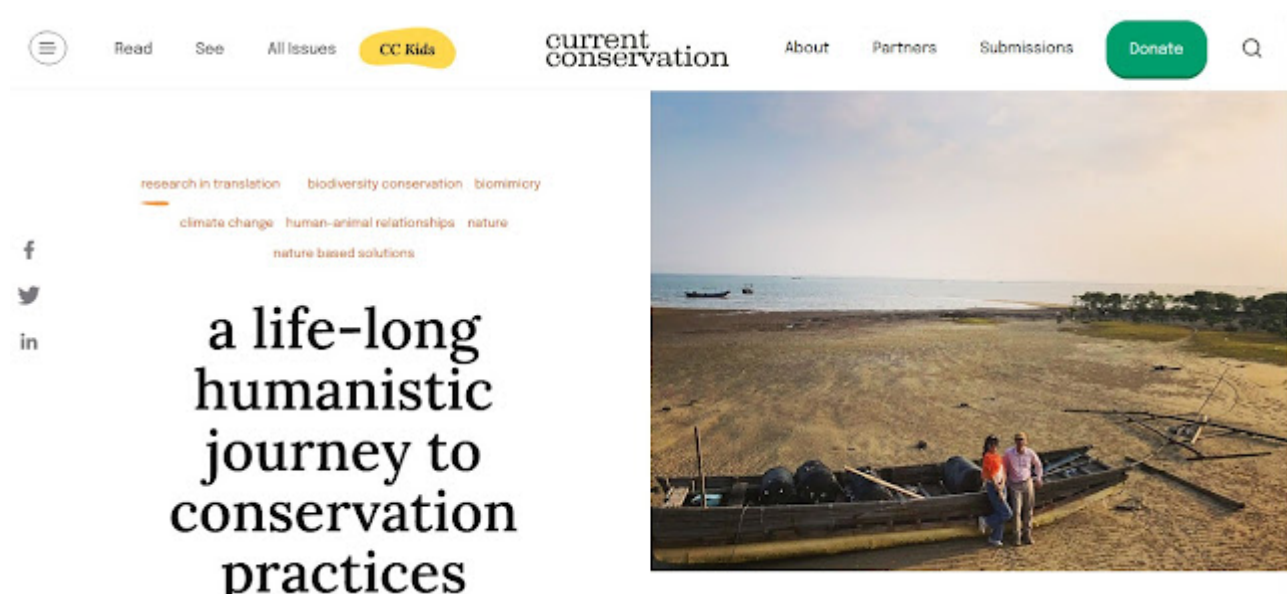 Read See All Issues CC Kids
current
conservation
About Partners Submissions Donate
research in translation biodiversity conservation biomimicry
climate change human-animal relationships nature
nature based solutions
f
in
a life-long
humanistic
journey to
conservation
practices